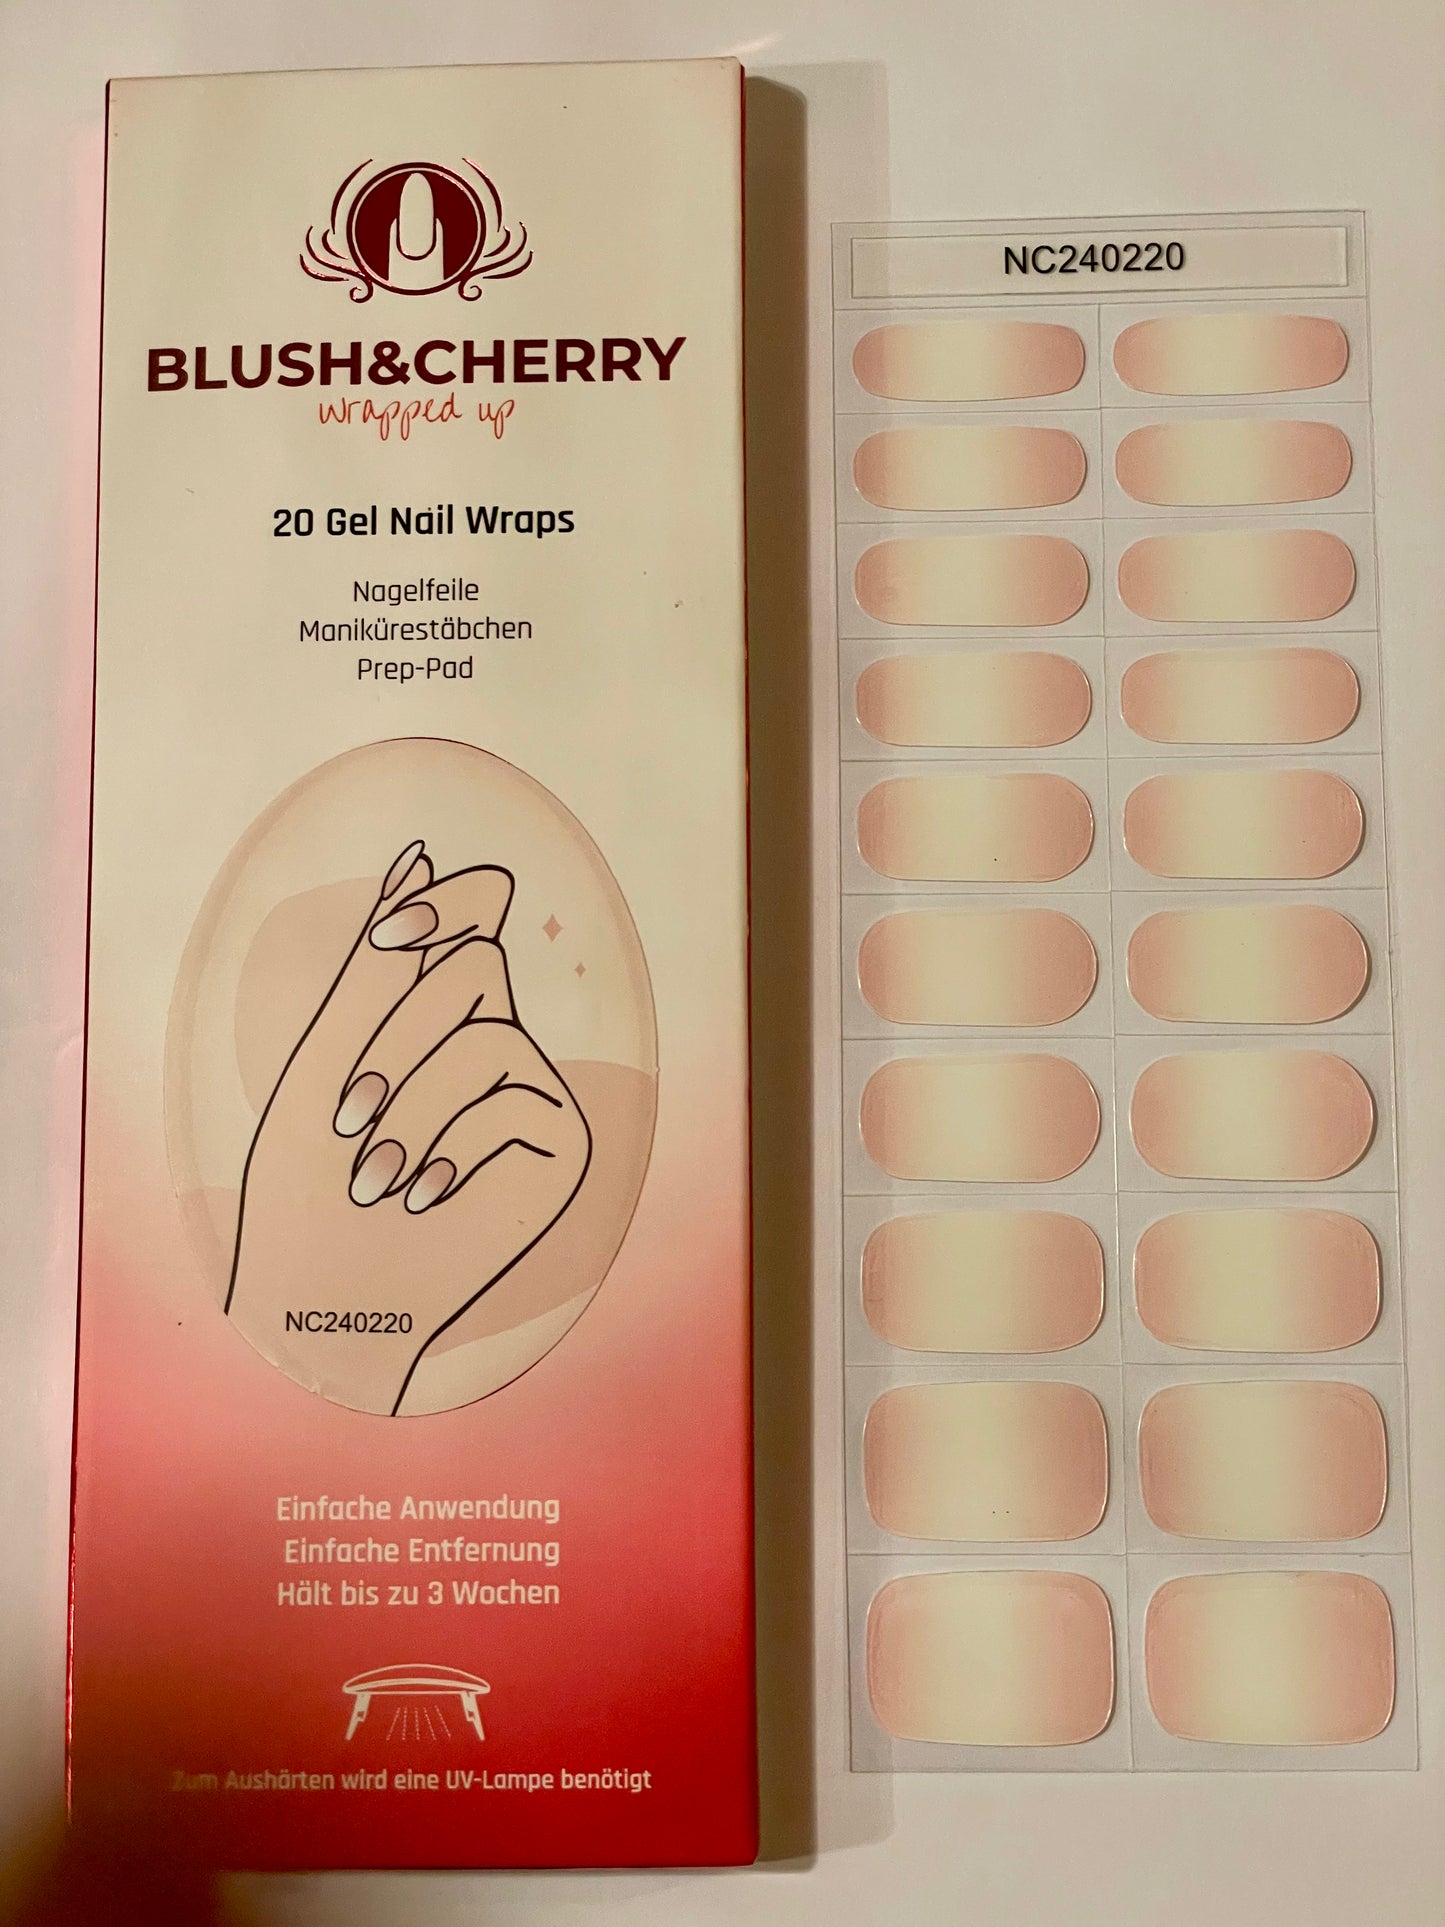 BLUSH&CHERRY
wrapped up
20 Gel Nail Wraps
Nagelfeile
Manikürestäbchen
Prep-Pad
NC240220
Einfache Anwendung
Einfache Entfernung
Hält bis zu 3 Wochen
Zum Aushärten wird eine UV-Lampe benötigt
NC240220